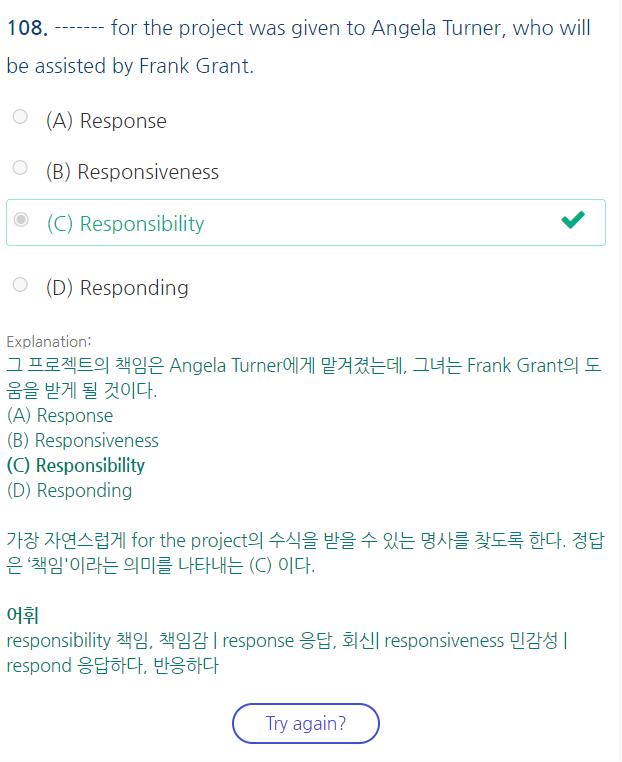 108. ------- for the project was given to Angela Turner, who will
be assisted by Frank Grant.
(A) Response
(B) Responsiveness
(C) Responsibility
(D) Responding
Explanation:
그 프로젝트의 책임은 Angela Turner에게 맡겨졌는데, 그녀는 Frank Grant의 도
움을 받게 될 것이다.
(A) Response
(B) Responsiveness
(C) Responsibility
(D) Responding
가장 자연스럽게 for the project의 수식을 받을 수 있는 명사를 찾도록 한다. 정답
은 '책임'이라는 의미를 나타내는 (C) 이다.
어휘
responsibility 책임, 책임감 | response 응답, 회신| responsiveness 민감성 |
respond 응답하다, 반응하다
Try again?